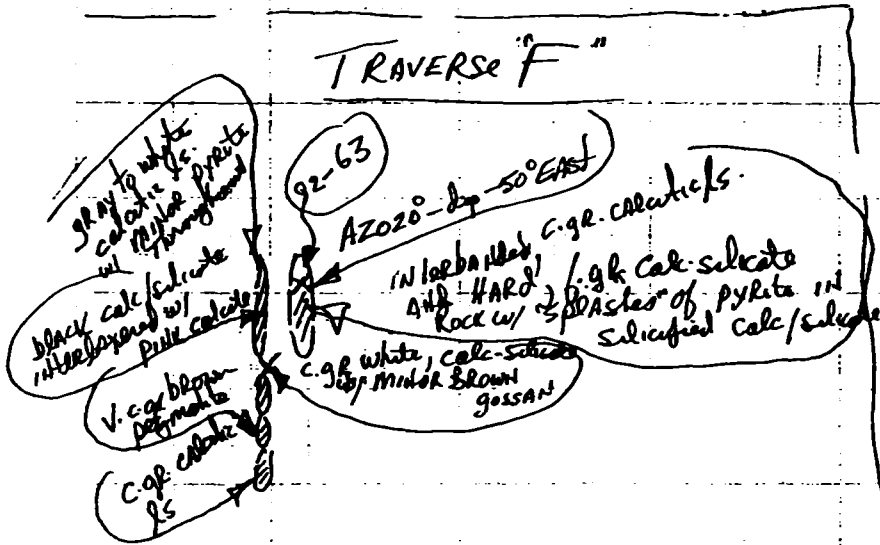 TRAVERSE "F"
gRAY to white
calcitic ls.
w/ MINOR PYRite
throughout
92-63
AZ020°-dip-50° EAST
INterbANded C.gR. CAlcitic ls.
ANd HARD, f.gR. Calc-silicate
Rock w/ "splashes" of PYRite IN
silicified calc/silicate
black calc/silicate
INterlayered w/
PINK calcite
C.gR white, calc-silicate
w/ MINOR BROWN
gossAN
V.c.gr brown
pegmatite
C.gR. calcitic
ls